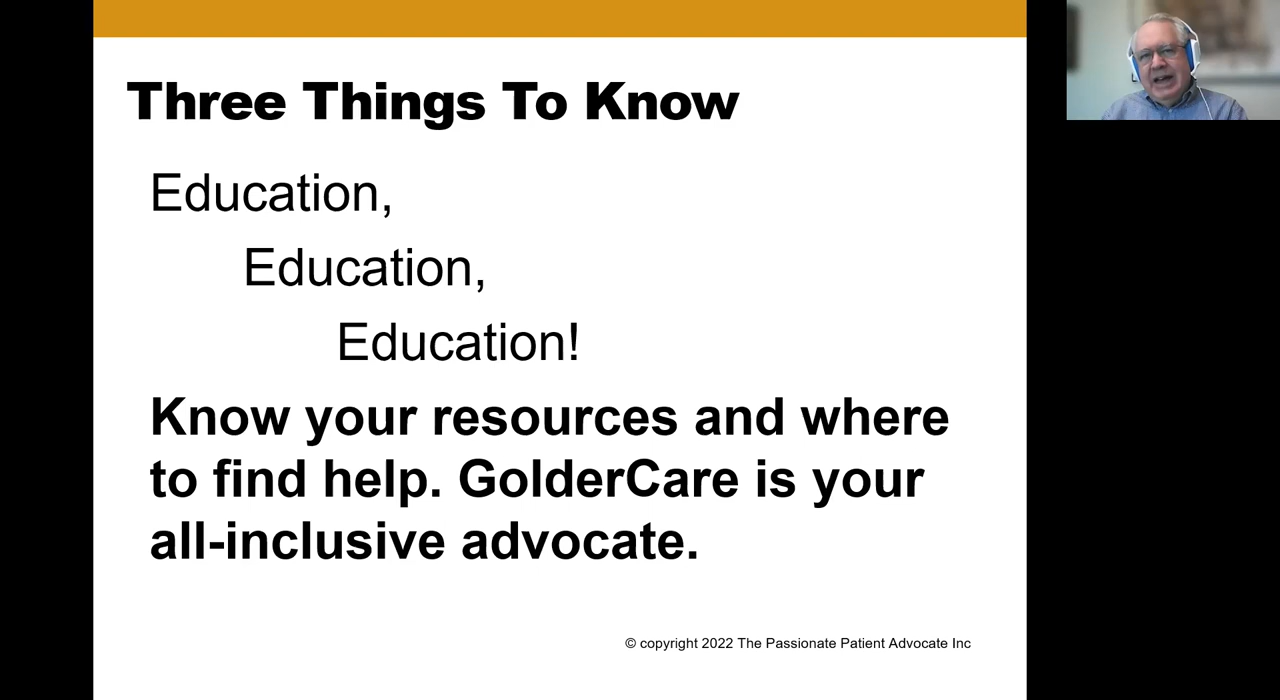 Three Things To Know
Education,
Education,
Education!
Know your resources and where
to find help. GolderCare is your
all-inclusive advocate.
© copyright 2022 The Passionate Patient Advocate Inc